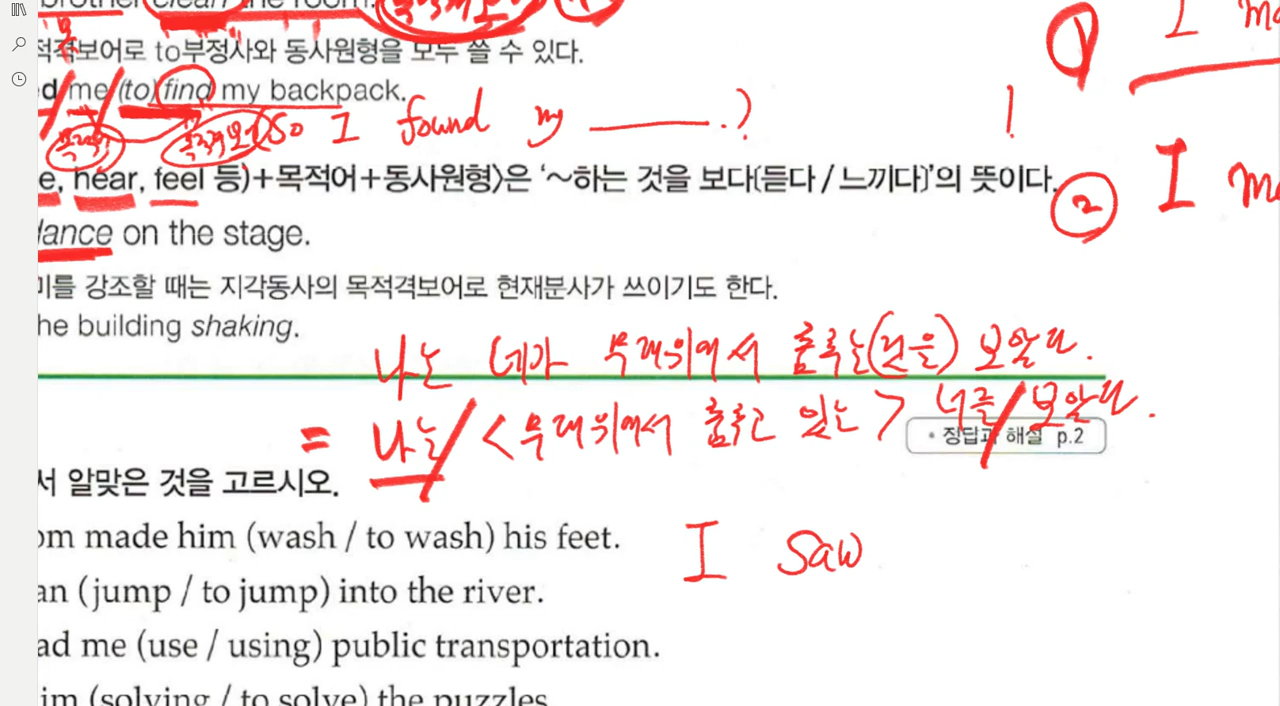 brother clean the room.
목적격보어
1 I
적격보어로 to부정사와 동사원형을 모두 쓸 수 있다.
d me (to) find my backpack.
목적어 목적격보어 So I found my ______.?
e, hear, feel 등)+목적어+동사원형〉은 '~하는 것을 보다(듣다 / 느끼다)'의 뜻이다.
2 I
dance on the stage.
미를 강조할 때는 지각동사의 목적격보어로 현재분사가 쓰이기도 한다.
he building shaking.
나는 네가 무대위에서 춤추는(것을) 보았다.
= 나는 / < 무대위에서 춤추고 있는 > 너를 / 보았다.
• 정답과 해설 p.2
서 알맞은 것을 고르시오.
om made him (wash / to wash) his feet.
I saw
an (jump / to jump) into the river.
ad me (use / using) public transportation.
im (solving / to solve) the puzzles